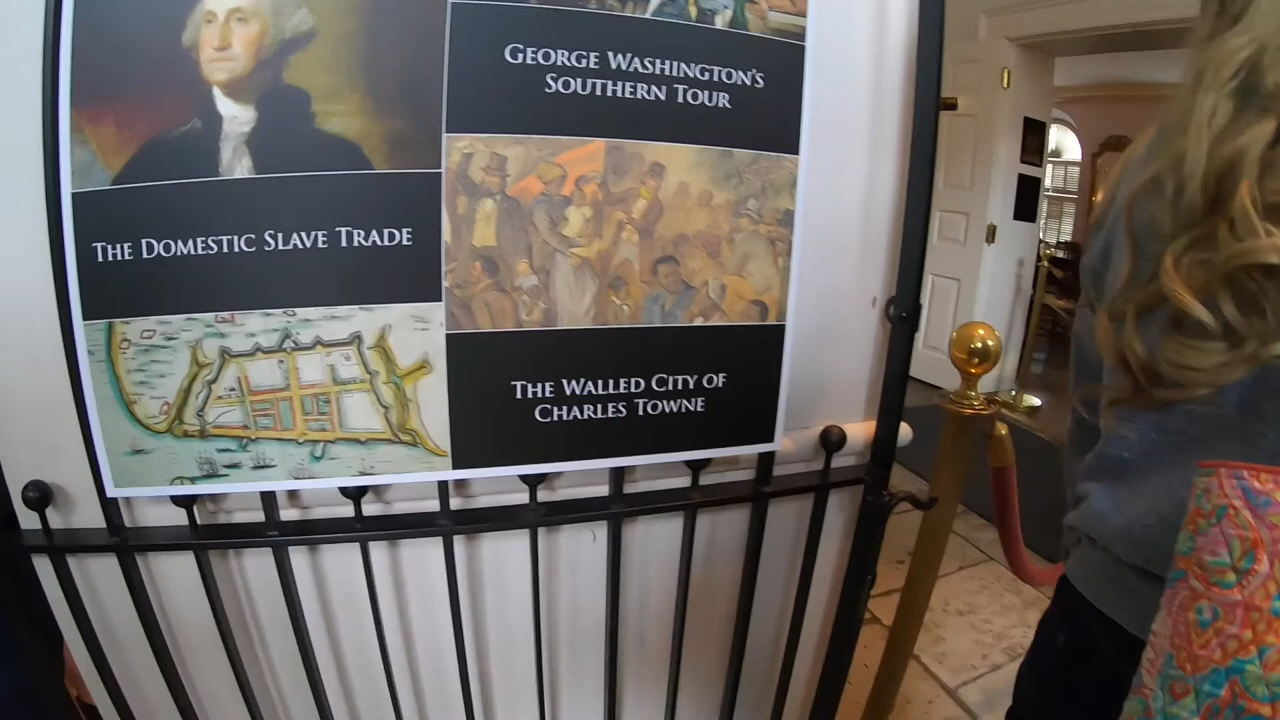 GEORGE WASHINGTON'S
SOUTHERN TOUR
THE DOMESTIC SLAVE TRADE
THE WALLED CITY OF
CHARLES TOWNE